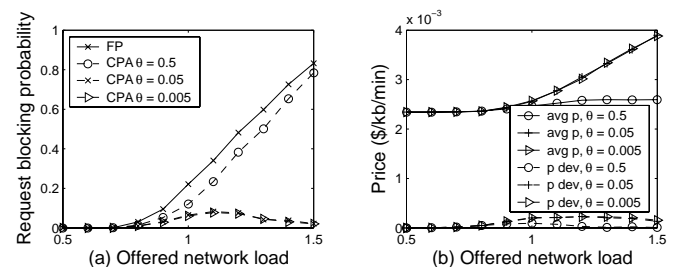 Request blocking probability
1
0.8
0.6
0.4
0.2
0
0.5
1
1.5
FP
CPA θ = 0.5
CPA θ = 0.05
CPA θ = 0.005
(a) Offered network load
Price ($/kb/min)
x 10⁻³
4
3
2
1
0
0.5
1
1.5
avg p, θ = 0.5
avg p, θ = 0.05
avg p, θ = 0.005
p dev, θ = 0.5
p dev, θ = 0.05
p dev, θ = 0.005
(b) Offered network load